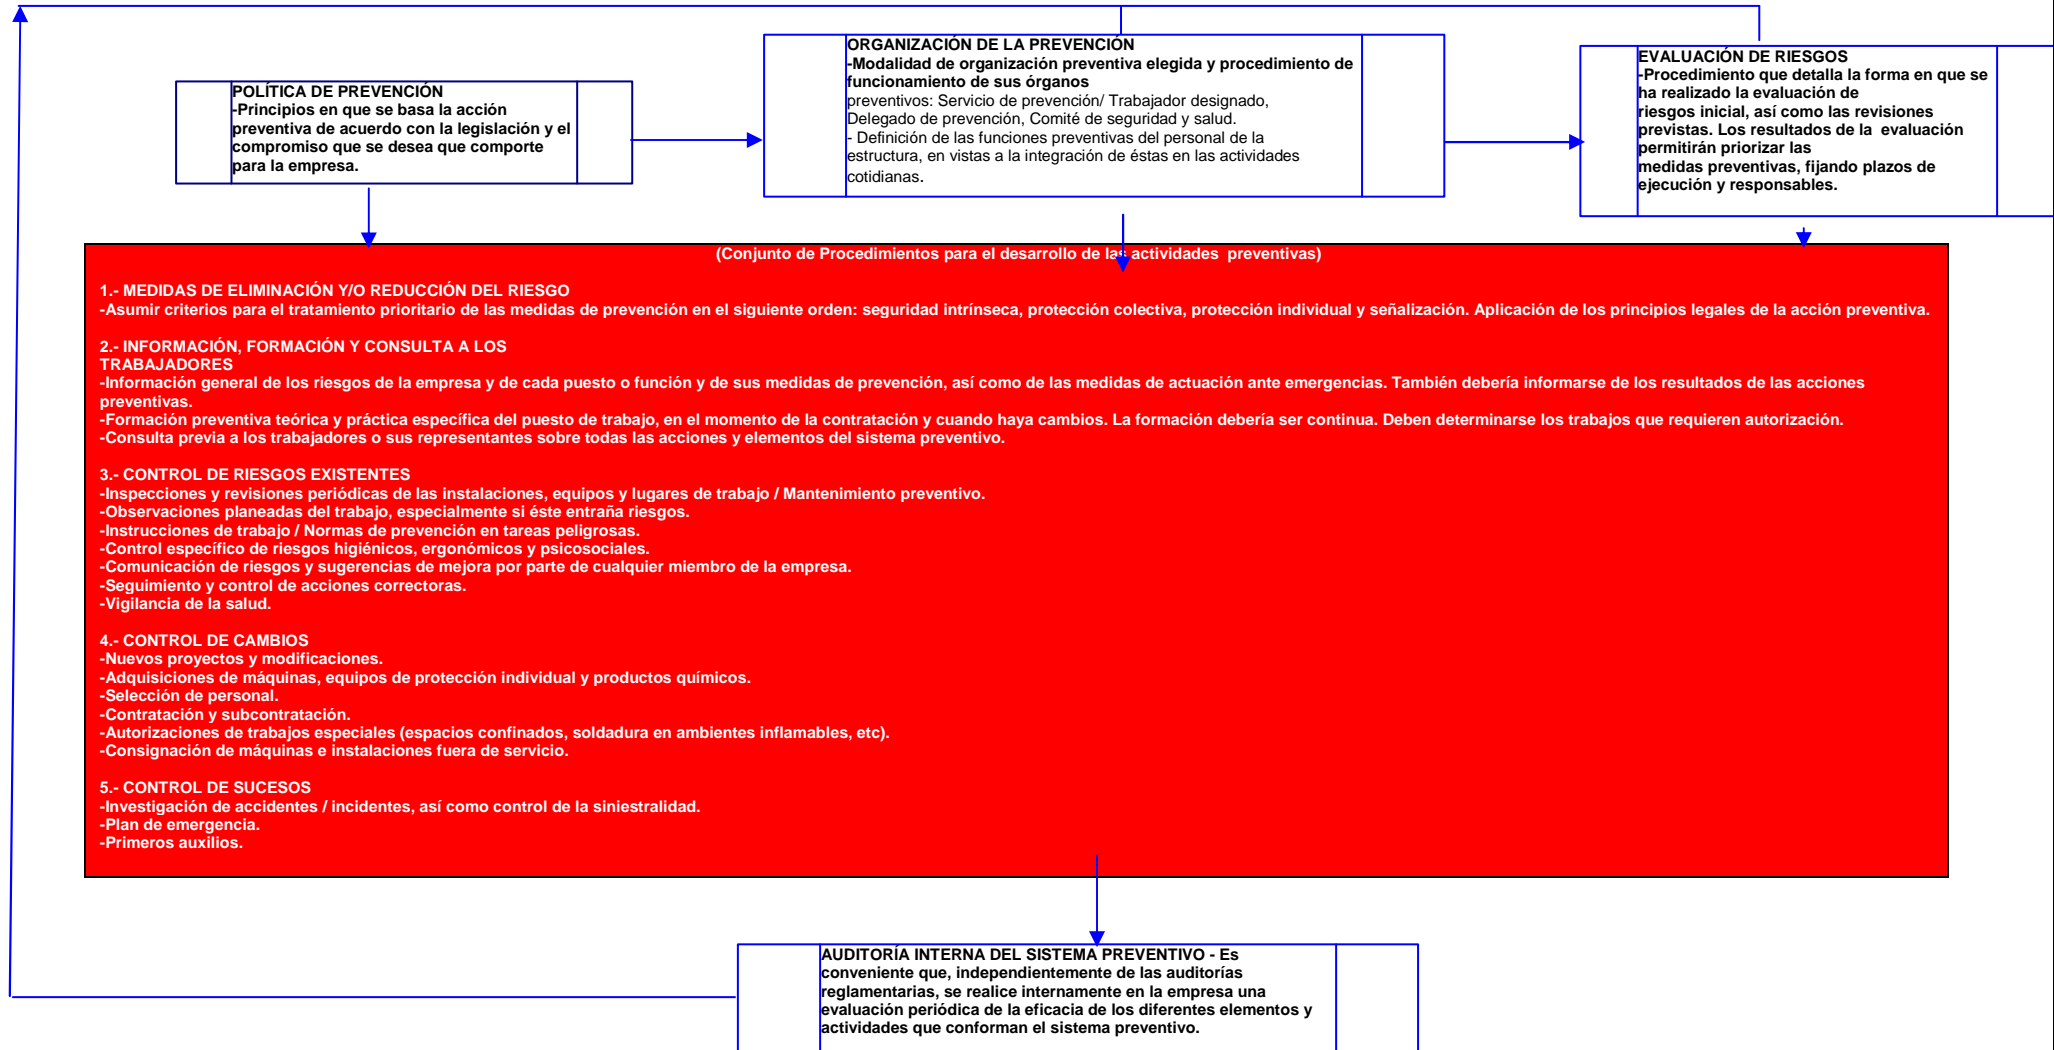 POLÍTICA DE PREVENCIÓN
-Principios en que se basa la acción
preventiva de acuerdo con la legislación y el
compromiso que se desea que comporte
para la empresa.
ORGANIZACIÓN DE LA PREVENCIÓN
-Modalidad de organización preventiva elegida y procedimiento de
funcionamiento de sus órganos
preventivos: Servicio de prevención/ Trabajador designado,
Delegado de prevención, Comité de seguridad y salud.
- Definición de las funciones preventivas del personal de la
estructura, en vistas a la integración de éstas en las actividades
cotidianas.
EVALUACIÓN DE RIESGOS
-Procedimiento que detalla la forma en que se
ha realizado la evaluación de
riesgos inicial, así como las revisiones
previstas. Los resultados de la  evaluación
permitirán priorizar las
medidas preventivas, fijando plazos de
ejecución y responsables.
(Conjunto de Procedimientos para el desarrollo de las actividades  preventivas)
1.- MEDIDAS DE ELIMINACIÓN Y/O REDUCCIÓN DEL RIESGO
-Asumir criterios para el tratamiento prioritario de las medidas de prevención en el siguiente orden: seguridad intrínseca, protección colectiva, protección individual y señalización. Aplicación de los principios legales de la acción preventiva.
2.- INFORMACIÓN, FORMACIÓN Y CONSULTA A LOS
TRABAJADORES
-Información general de los riesgos de la empresa y de cada puesto o función y de sus medidas de prevención, así como de las medidas de actuación ante emergencias. También debería informarse de los resultados de las acciones
preventivas.
-Formación preventiva teórica y práctica específica del puesto de trabajo, en el momento de la contratación y cuando haya cambios. La formación debería ser continua. Deben determinarse los trabajos que requieren autorización.
-Consulta previa a los trabajadores o sus representantes sobre todas las acciones y elementos del sistema preventivo.
3.- CONTROL DE RIESGOS EXISTENTES
-Inspecciones y revisiones periódicas de las instalaciones, equipos y lugares de trabajo / Mantenimiento preventivo.
-Observaciones planeadas del trabajo, especialmente si éste entraña riesgos.
-Instrucciones de trabajo / Normas de prevención en tareas peligrosas.
-Control específico de riesgos higiénicos, ergonómicos y psicosociales.
-Comunicación de riesgos y sugerencias de mejora por parte de cualquier miembro de la empresa.
-Seguimiento y control de acciones correctoras.
-Vigilancia de la salud.
4.- CONTROL DE CAMBIOS
-Nuevos proyectos y modificaciones.
-Adquisiciones de máquinas, equipos de protección individual y productos químicos.
-Selección de personal.
-Contratación y subcontratación.
-Autorizaciones de trabajos especiales (espacios confinados, soldadura en ambientes inflamables, etc).
-Consignación de máquinas e instalaciones fuera de servicio.
5.- CONTROL DE SUCESOS
-Investigación de accidentes / incidentes, así como control de la siniestralidad.
-Plan de emergencia.
-Primeros auxilios.
AUDITORÍA INTERNA DEL SISTEMA PREVENTIVO - Es
conveniente que, independientemente de las auditorías
reglamentarias, se realice internamente en la empresa una
evaluación periódica de la eficacia de los diferentes elementos y
actividades que conforman el sistema preventivo.